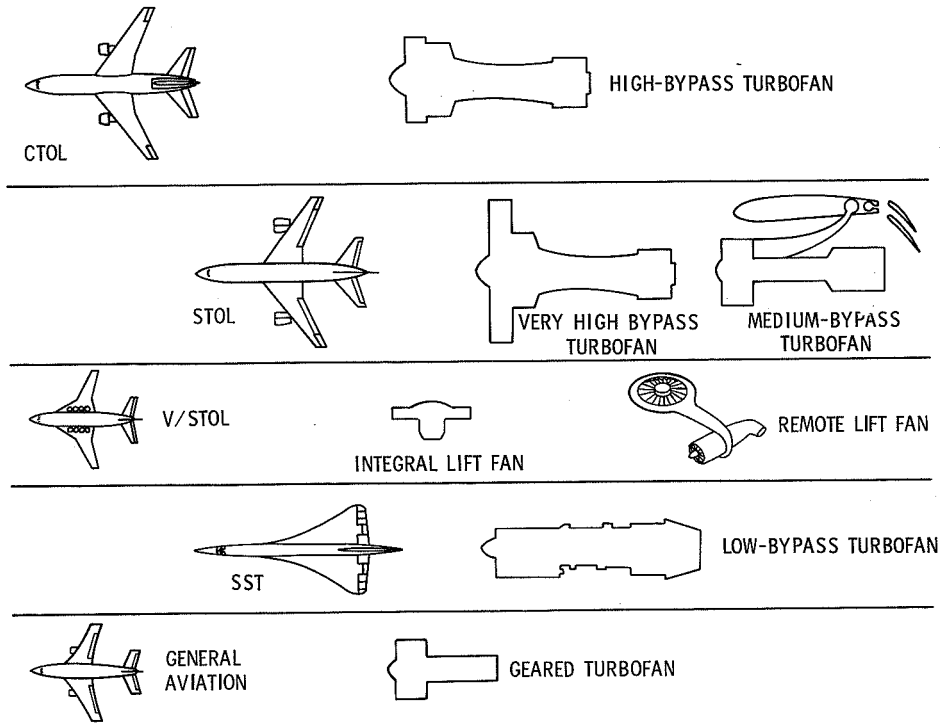 HIGH-BYPASS TURBOFAN
CTOL
STOL
VERY HIGH BYPASS
TURBOFAN
MEDIUM-BYPASS
TURBOFAN
V/STOL
INTEGRAL LIFT FAN
REMOTE LIFT FAN
SST
LOW-BYPASS TURBOFAN
GENERAL
AVIATION
GEARED TURBOFAN